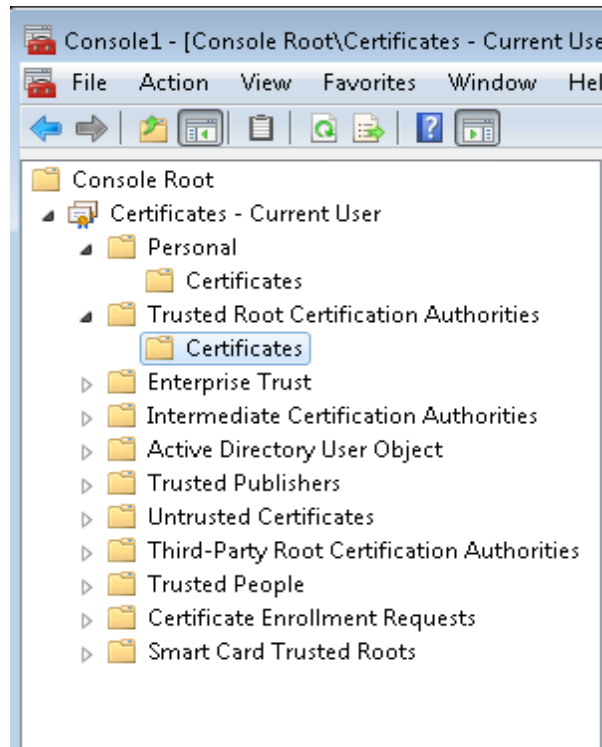 Console1 - [Console Root\Certificates - Current Use
File Action View Favorites Window Hel
Console Root
Certificates - Current User
Personal
Certificates
Trusted Root Certification Authorities
Certificates
Enterprise Trust
Intermediate Certification Authorities
Active Directory User Object
Trusted Publishers
Untrusted Certificates
Third-Party Root Certification Authorities
Trusted People
Certificate Enrollment Requests
Smart Card Trusted Roots